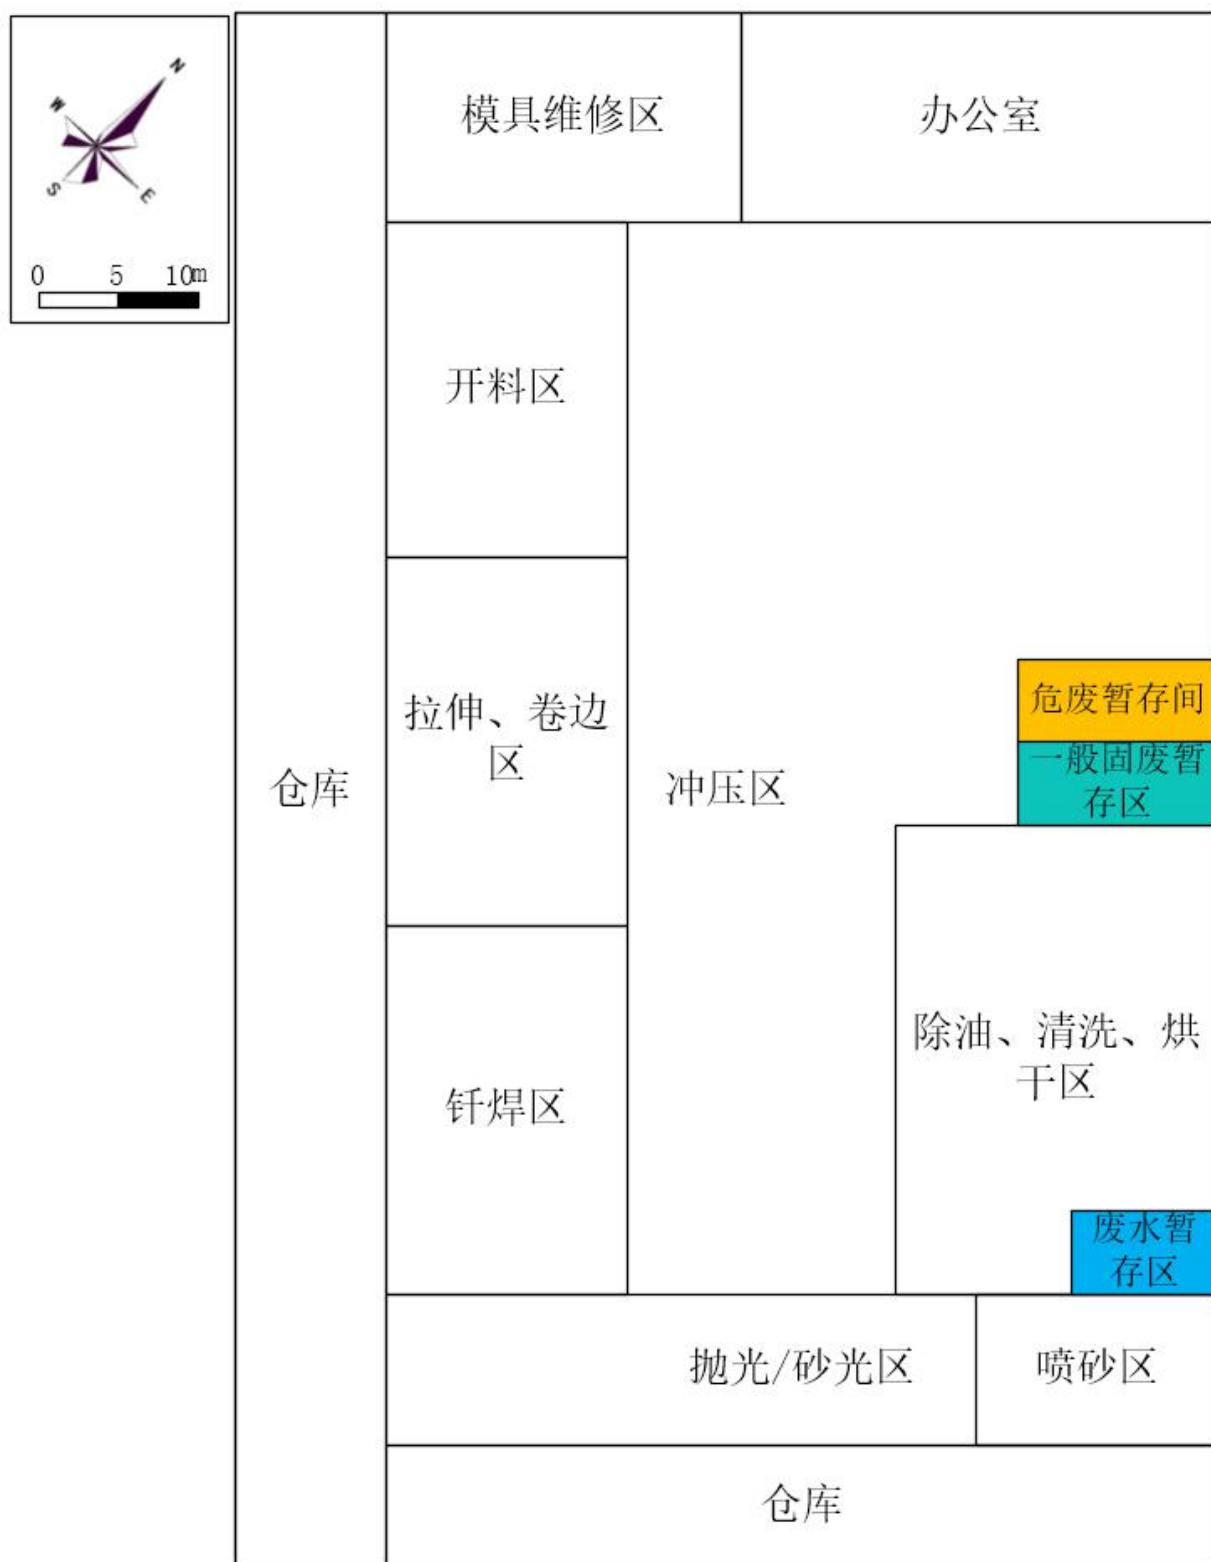 N
W
S
E
0 5 10m
模具维修区
办公室
开料区
拉伸、卷边
区
仓库
冲压区
危废暂存间
一般固废暂
存区
除油、清洗、烘
干区
钎焊区
废水暂
存区
抛光/砂光区
喷砂区
仓库